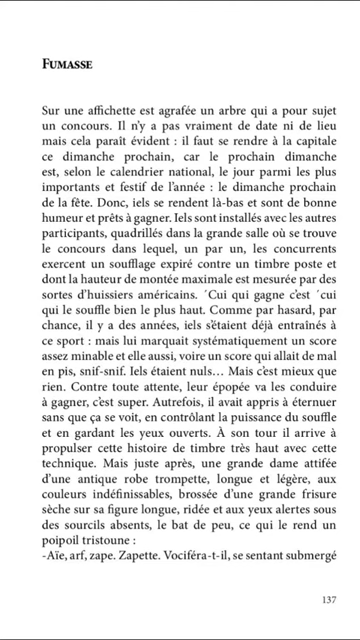 FUMASSE
Sur une affichette est agrafée un arbre qui a pour sujet
un concours. Il n'y a pas vraiment de date ni de lieu
mais cela paraît évident : il faut se rendre à la capitale
ce dimanche prochain, car le prochain dimanche
est, selon le calendrier national, le jour parmi les plus
importants et festif de l'année : le dimanche prochain
de la fête. Donc, iels se rendent là-bas et sont de bonne
humeur et prêts à gagner. Iels sont installés avec les autres
participants, quadrillés dans la grande salle où se trouve
le concours dans lequel, un par un, les concurrents
exercent un soufflage expiré contre un timbre poste et
dont la hauteur de montée maximale est mesurée par des
sortes d'huissiers américains. ´Cui qui gagne c'est ´cui
qui le souffle bien le plus haut. Comme par hasard, par
chance, il y a des années, iels s'étaient déjà entraînés à
ce sport : mais lui marquait systématiquement un score
assez minable et elle aussi, voire un score qui allait de mal
en pis, snif-snif. Iels étaient nuls… Mais c'est mieux que
rien. Contre toute attente, leur épopée va les conduire
à gagner, c'est super. Autrefois, il avait appris à éternuer
sans que ça se voit, en contrôlant la puissance du souffle
et en gardant les yeux ouverts. À son tour il arrive à
propulser cette histoire de timbre très haut avec cette
technique. Mais juste après, une grande dame attifée
d'une antique robe trompette, longue et légère, aux
couleurs indéfinissables, brossée d'une grande frisure
sèche sur sa figure longue, ridée et aux yeux alertes sous
des sourcils absents, le bat de peu, ce qui le rend un
poipoil tristoune :
-Aïe, arf, zape. Zapette. Vociféra-t-il, se sentant submergé
137